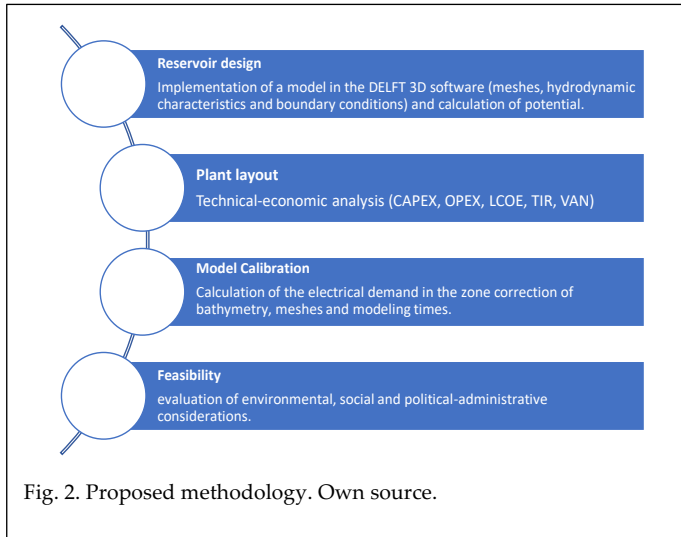 Reservoir design
Implementation of a model in the DELFT 3D software (meshes, hydrodynamic
characteristics and boundary conditions) and calculation of potential.
Plant layout
Technical-economic analysis (CAPEX, OPEX, LCOE, TIR, VAN)
Model Calibration
Calculation of the electrical demand in the zone correction of
bathymetry, meshes and modeling times.
Feasibility
evaluation of environmental, social and political-administrative
considerations.
Fig. 2. Proposed methodology. Own source.